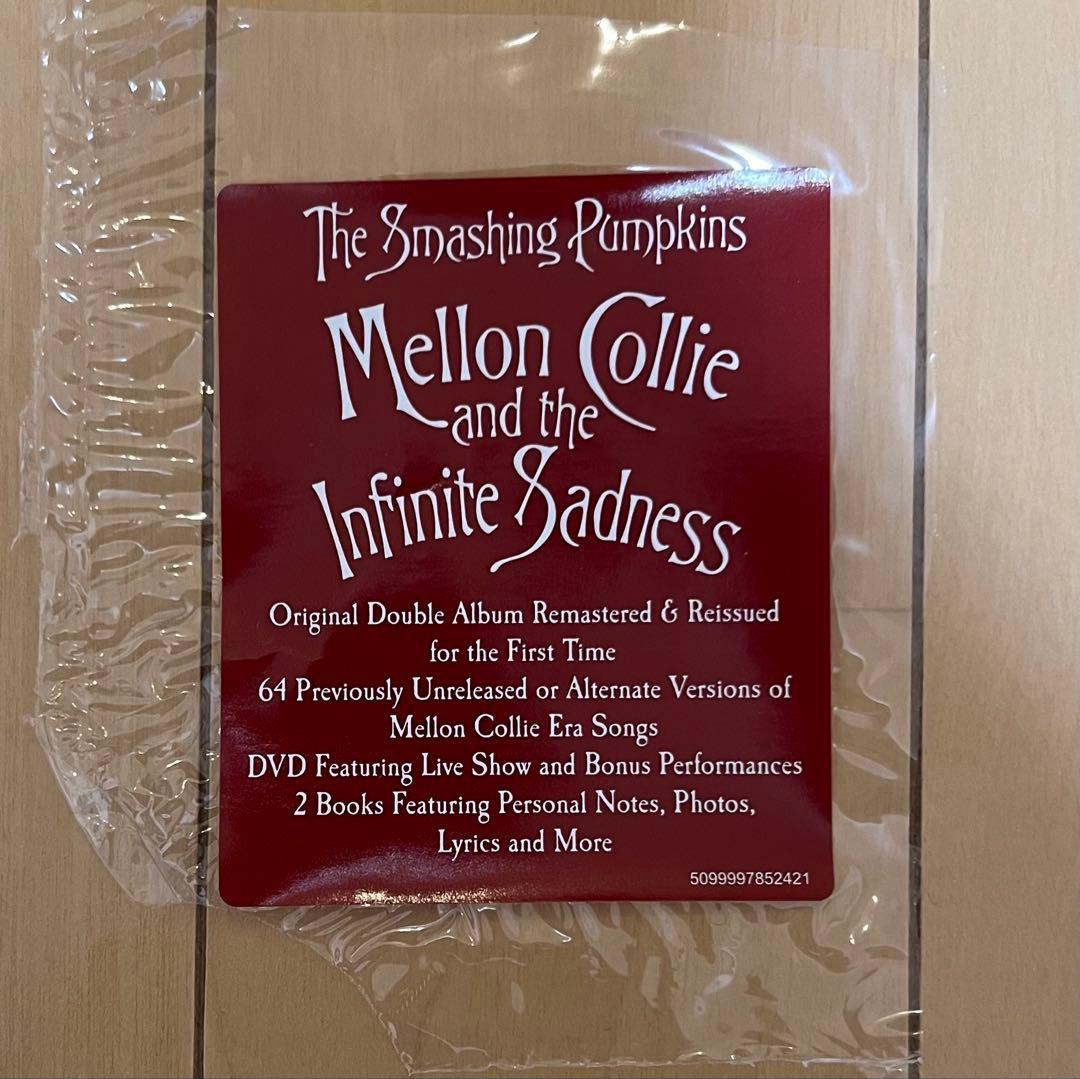 The Smashing Pumpkins
Mellon Collie
and the
Infinite Sadness
Original Double Album Remastered & Reissued
for the First Time
64 Previously Unreleased or Alternate Versions of
Mellon Collie Era Songs
DVD Featuring Live Show and Bonus Performances
2 Books Featuring Personal Notes, Photos,
Lyrics and More
5099997852421